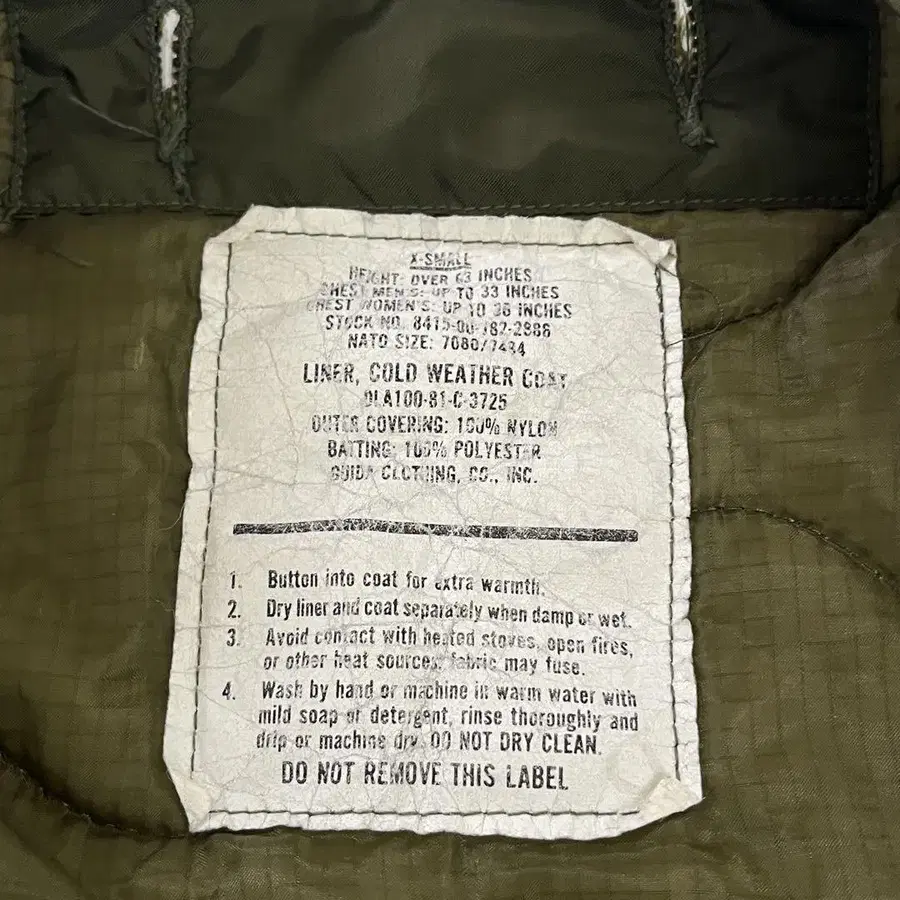 X-SMALL
HEIGHT: OVER 63 INCHES
CHEST MEN'S: UP TO 33 INCHES
CHEST WOMEN'S: UP TO 36 INCHES
STOCK NO. 8415-00-782-2886
NATO SIZE: 7080/7484
LINER, COLD WEATHER COAT
DLA100-81-C-3725
OUTER COVERING: 100% NYLON
BATTING: 100% POLYESTER
GUIDA CLOTHING, CO., INC.
1. Button into coat for extra warmth.
2. Dry liner and coat separately when damp or wet.
3. Avoid contact with heated stoves, open fires,
or other heat sources; fabric may fuse.
4. Wash by hand or machine in warm water with
mild soap or detergent, rinse thoroughly and
drip or machine dry. DO NOT DRY CLEAN.
DO NOT REMOVE THIS LABEL